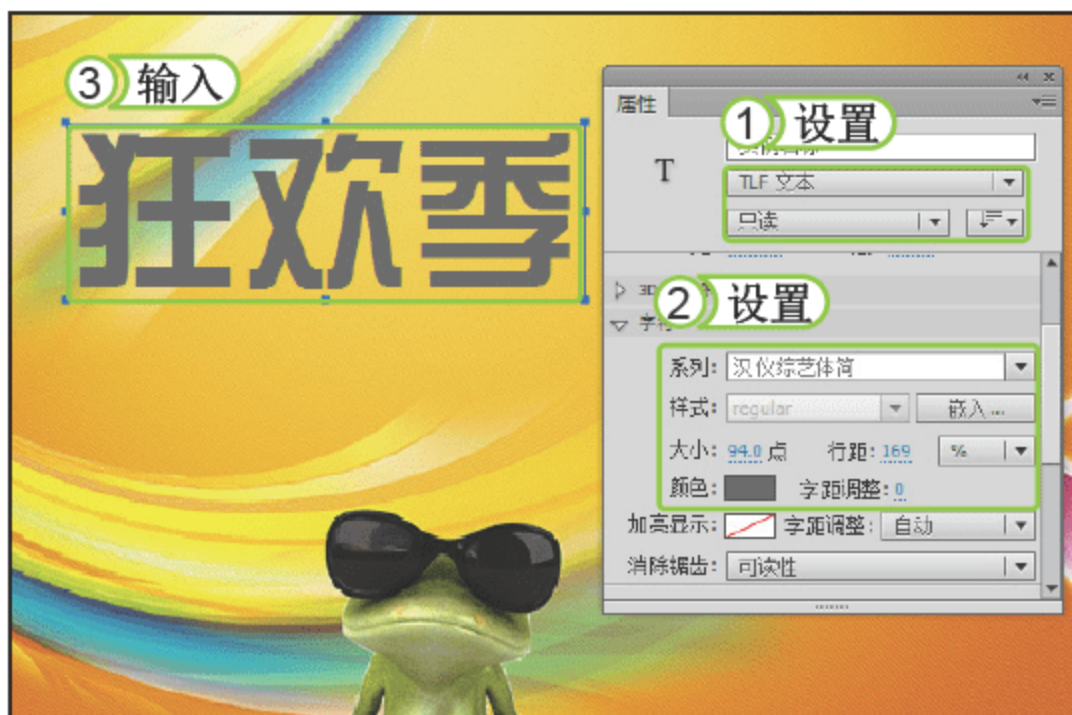 ③ 输入
狂欢季
属性
① 设置
T
TLF 文本
只读
② 设置
系列: 汉仪综艺体简
样式: regular 嵌入...
大小: 94.0 点 行距: 169 %
颜色: 字距调整: 0
加亮显示: 字距调整: 自动
消除锯齿: 可读性